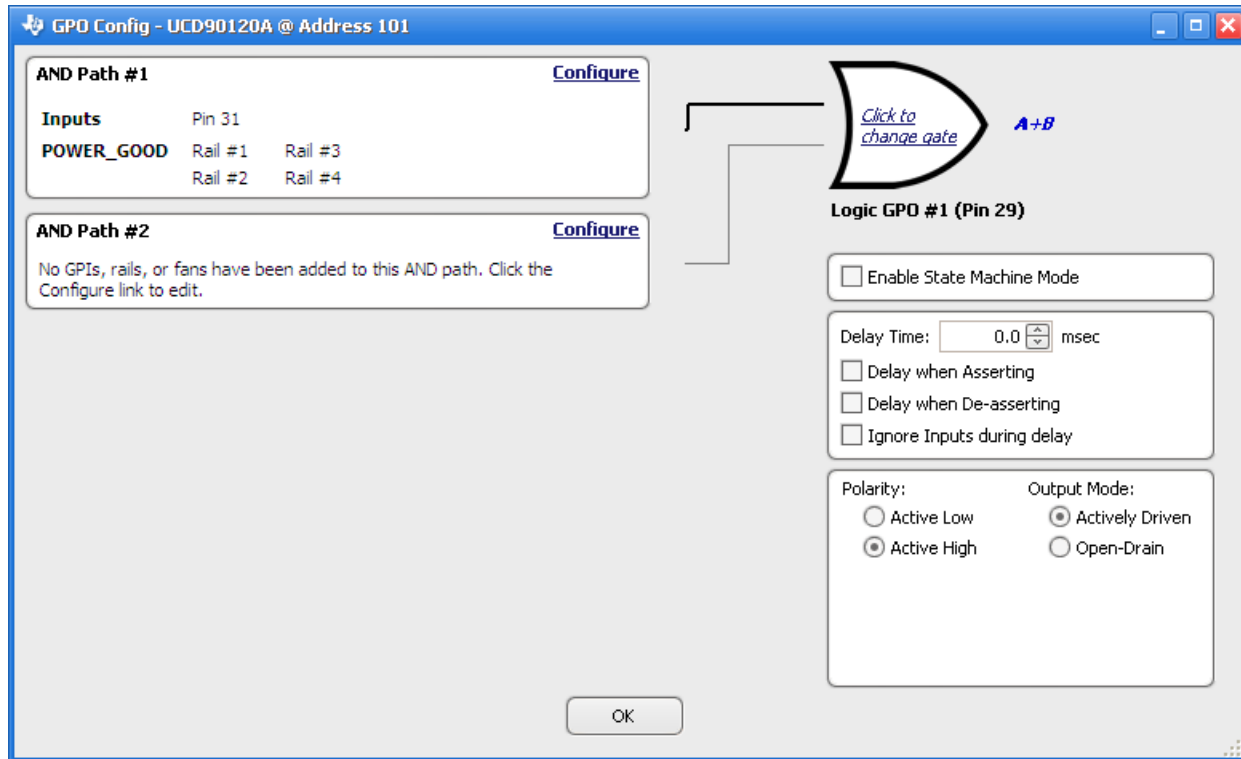 GPO Config - UCD90120A @ Address 101
AND Path #1 Configure
Inputs Pin 31
POWER_GOOD Rail #1 Rail #3
Rail #2 Rail #4
AND Path #2 Configure
No GPIs, rails, or fans have been added to this AND path. Click the
Configure link to edit.
Click to
change gate
A+B
Logic GPO #1 (Pin 29)
Enable State Machine Mode
Delay Time: 0.0 msec
Delay when Asserting
Delay when De-asserting
Ignore Inputs during delay
Polarity: Output Mode:
Active Low Actively Driven
Active High Open-Drain
OK